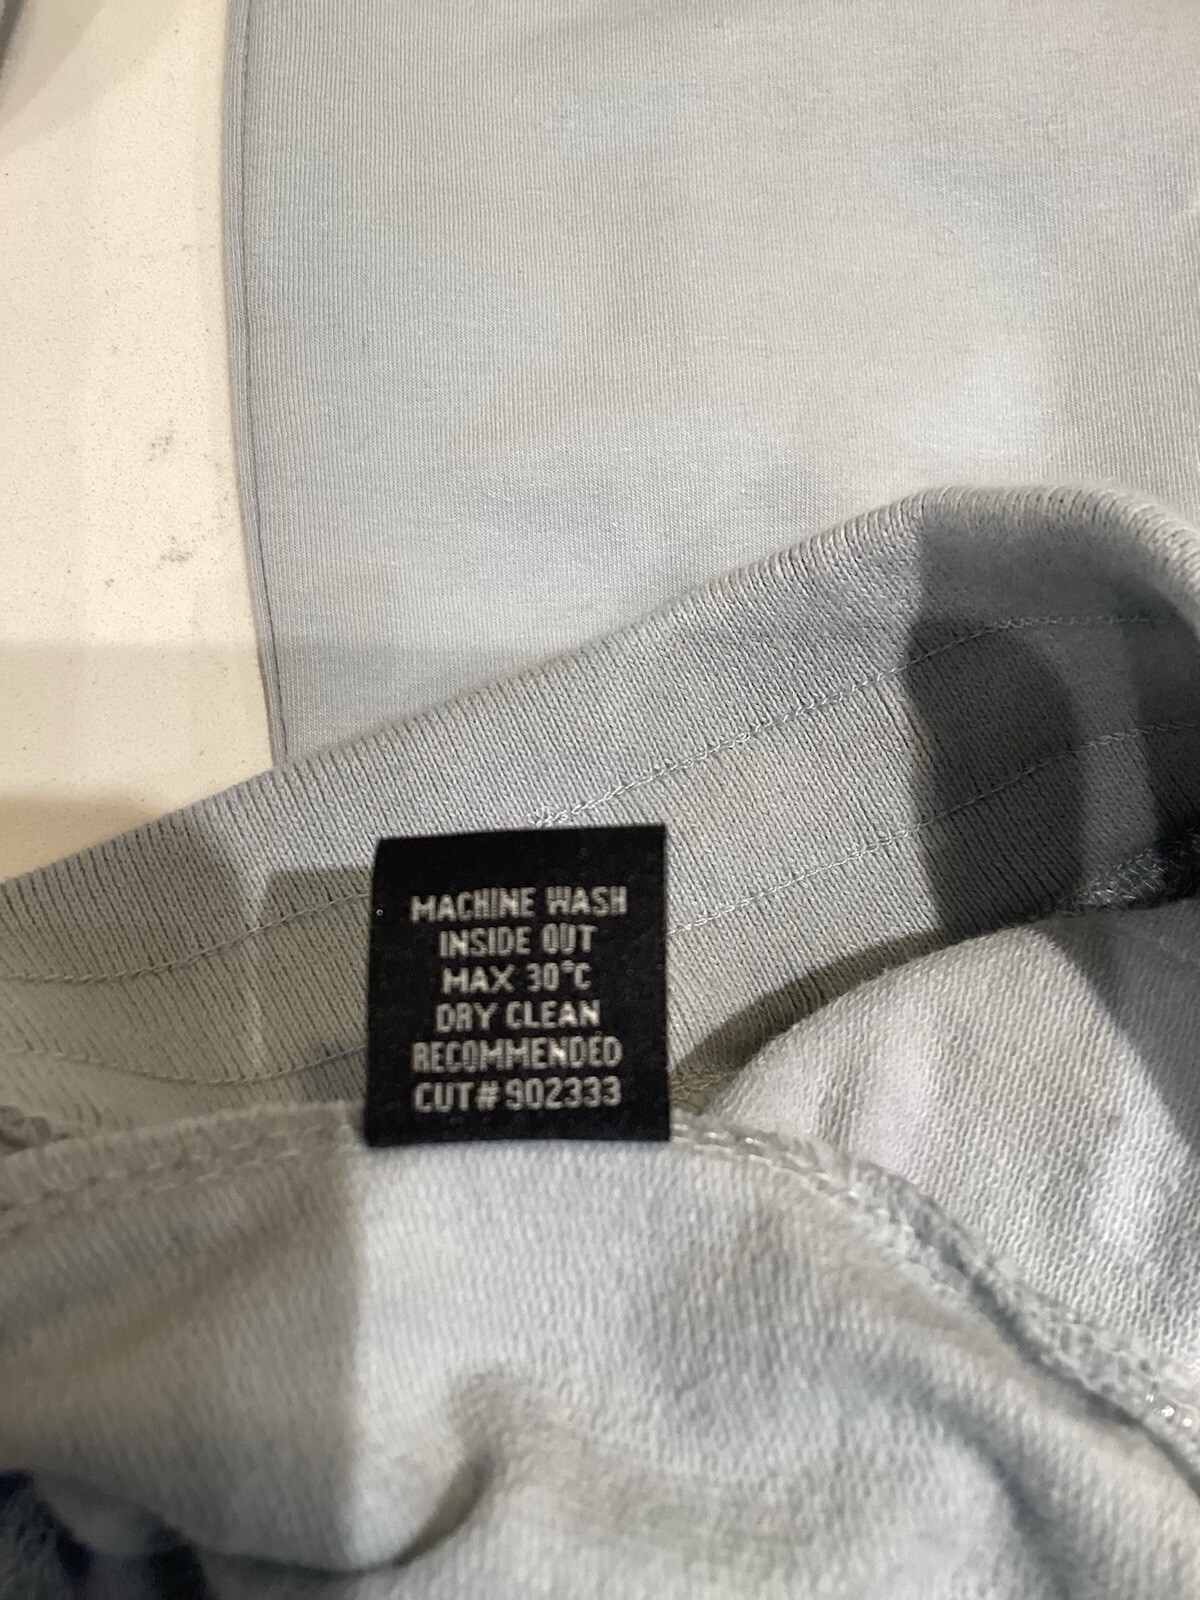 MACHINE WASH
INSIDE OUT
MAX 30°C
DRY CLEAN
RECOMMENDED
CUT# 902333